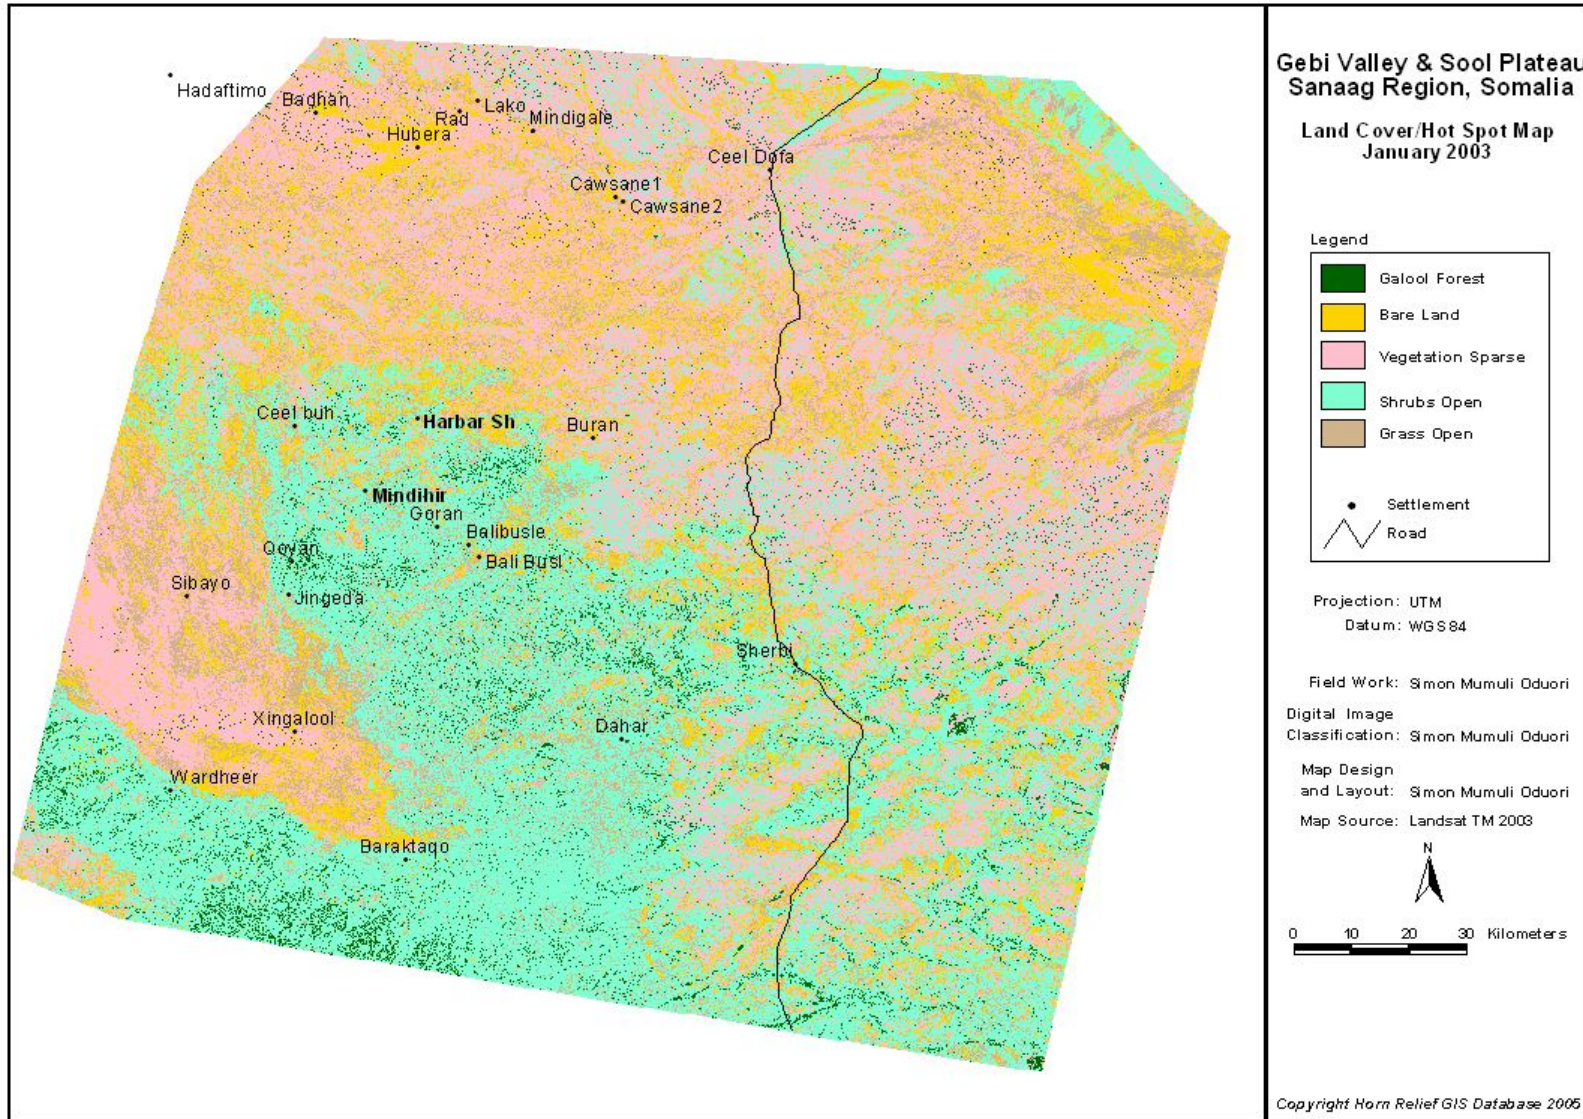 Gebi Valley & Sool Plateau
Sanaag Region, Somalia
Land Cover/Hot Spot Map
January 2003
Hadaftimo
Badhan
Lako
Rad
Mindigale
Hubera
Ceel Dofa
Cawsane1
Cawsane2
Ceel buh
Harbar Sh
Buran
Mindihir
Goran
Balibusle
Qoyan
Bali Busl
Sibayo
Jingeda
Sherbi
Xingalool
Dahar
Wardheer
Baraktaqo
Legend
Galool Forest
Bare Land
Vegetation Sparse
Shrubs Open
Grass Open
Settlement
Road
Projection: UTM
Datum: WGS84
Field Work: Simon Mumuli Oduori
Digital Image
Classification: Simon Mumuli Oduori
Map Design
and Layout: Simon Mumuli Oduori
Map Source: Landsat TM 2003
N
0 10 20 30 Kilometers
Copyright Horn Relief GIS Database 2005